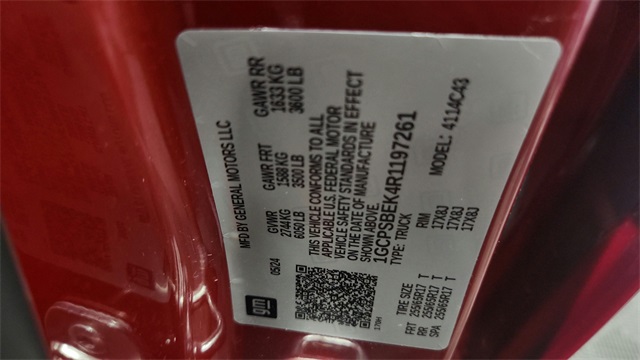 gm
MFD BY GENERAL MOTORS LLC
05/24
GVWR
2744 KG
6050 LB
GAWR FRT
1588 KG
3500 LB
GAWR RR
1633 KG
3600 LB
THIS VEHICLE CONFORMS TO ALL
APPLICABLE U.S. FEDERAL MOTOR
VEHICLE SAFETY STANDARDS IN EFFECT
ON THE DATE OF MANUFACTURE
SHOWN ABOVE.
1GCPSBEK4R1197261
TYPE: TRUCK MODEL: 4114C43
TIRE SIZE RIM
FRT 255/65R17 T 17X8J
RR 255/65R17 T 17X8J
SPA 255/65R17 T 17X8J